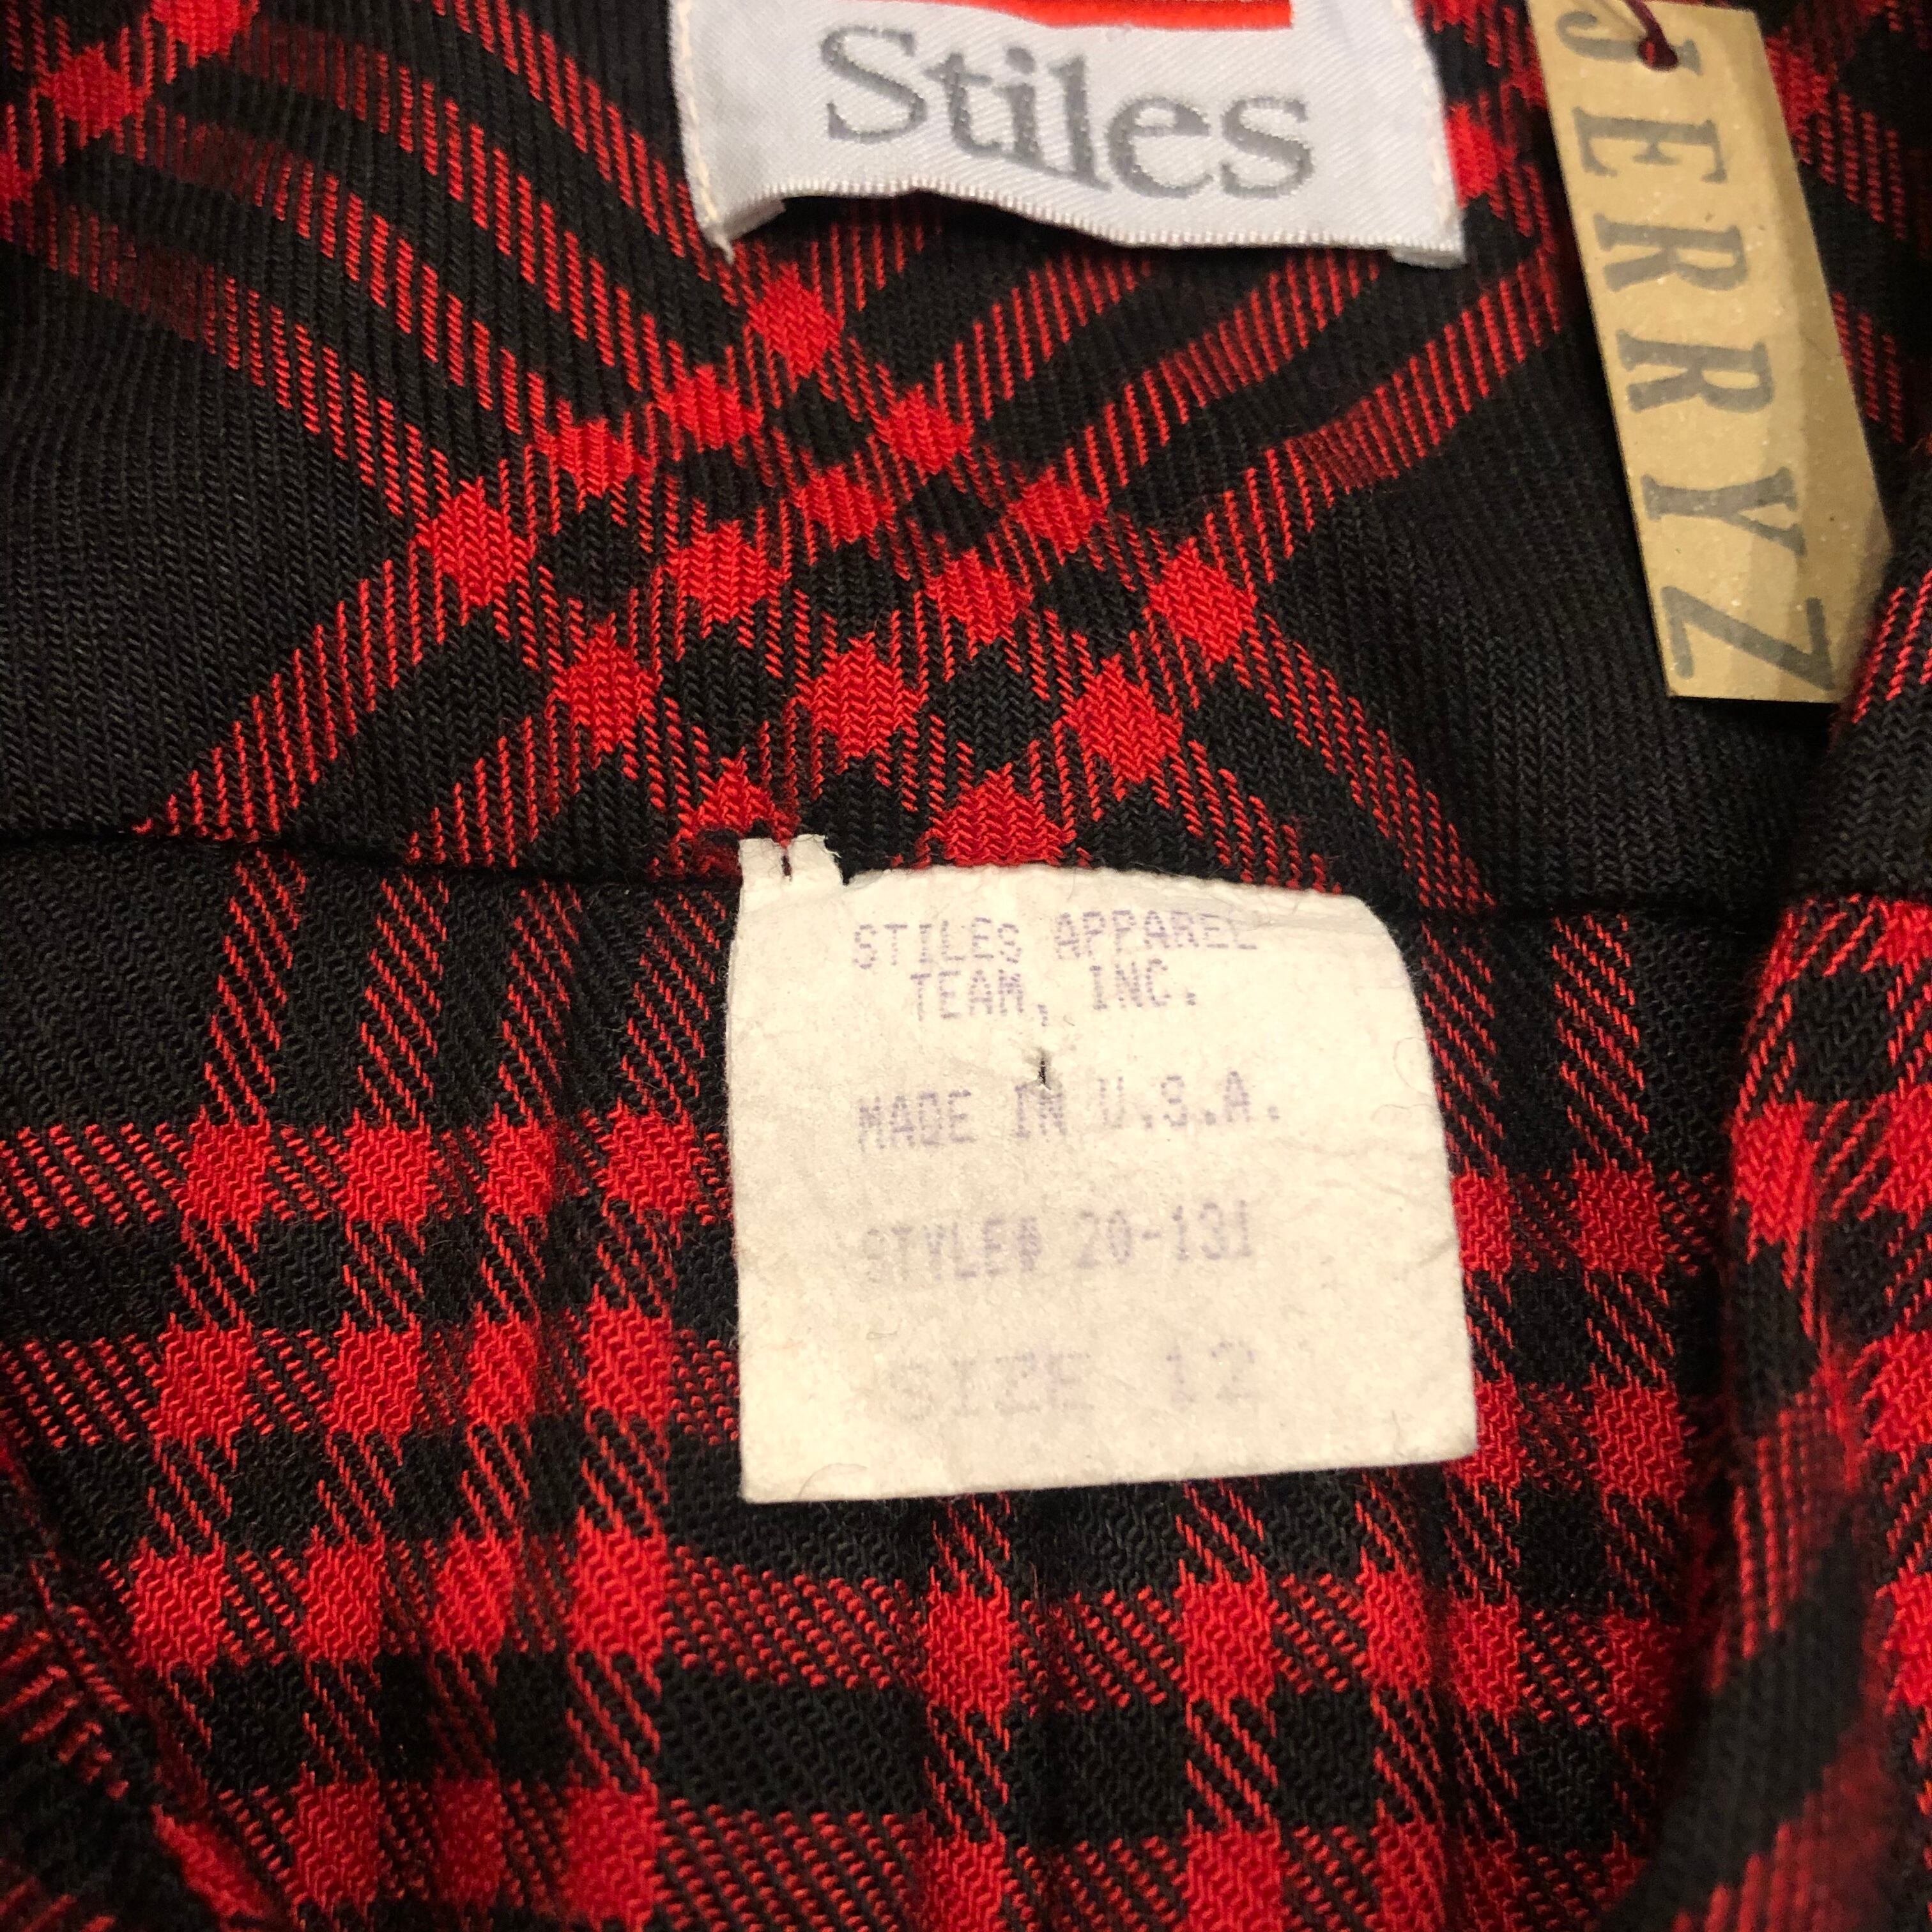 Stiles
JERRYZ
STILES APPAREL
TEAM, INC.
MADE IN U.S.A.
STYLE# 20-131
SIZE 12